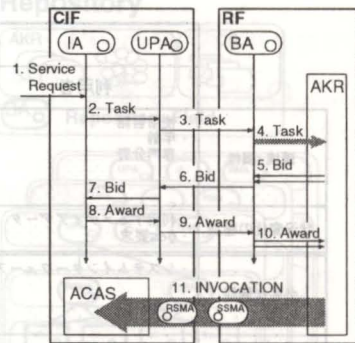 CIF
RF
IA
UPA
BA
AKR
1. Service
Request
2. Task
3. Task
4. Task
5. Bid
6. Bid
7. Bid
8. Award
9. Award
10. Award
11. INVOCATION
ACAS
RSMA
SSMA